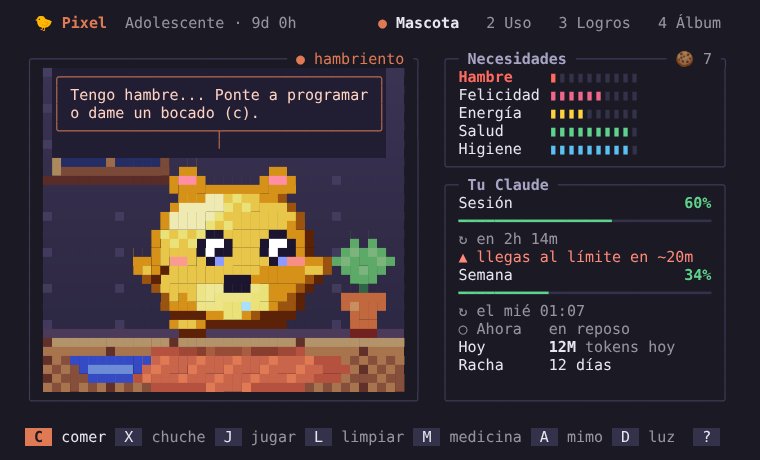 Pixel Adolescente · 9d 0h ● Mascota 2 Uso 3 Logros 4 Álbum
● hambriento
Tengo hambre... Ponte a programar
o dame un bocado (c).
Necesidades 7
Hambre
Felicidad
Energía
Salud
Higiene
Tu Claude
Sesión 60%
↻ en 2h 14m
▲ llegas al límite en ~20m
Semana 34%
↻ el mié 01:07
○ Ahora en reposo
Hoy 12M tokens hoy
Racha 12 días
C comer X chuche J jugar L limpiar M medicina A mimo D luz ?